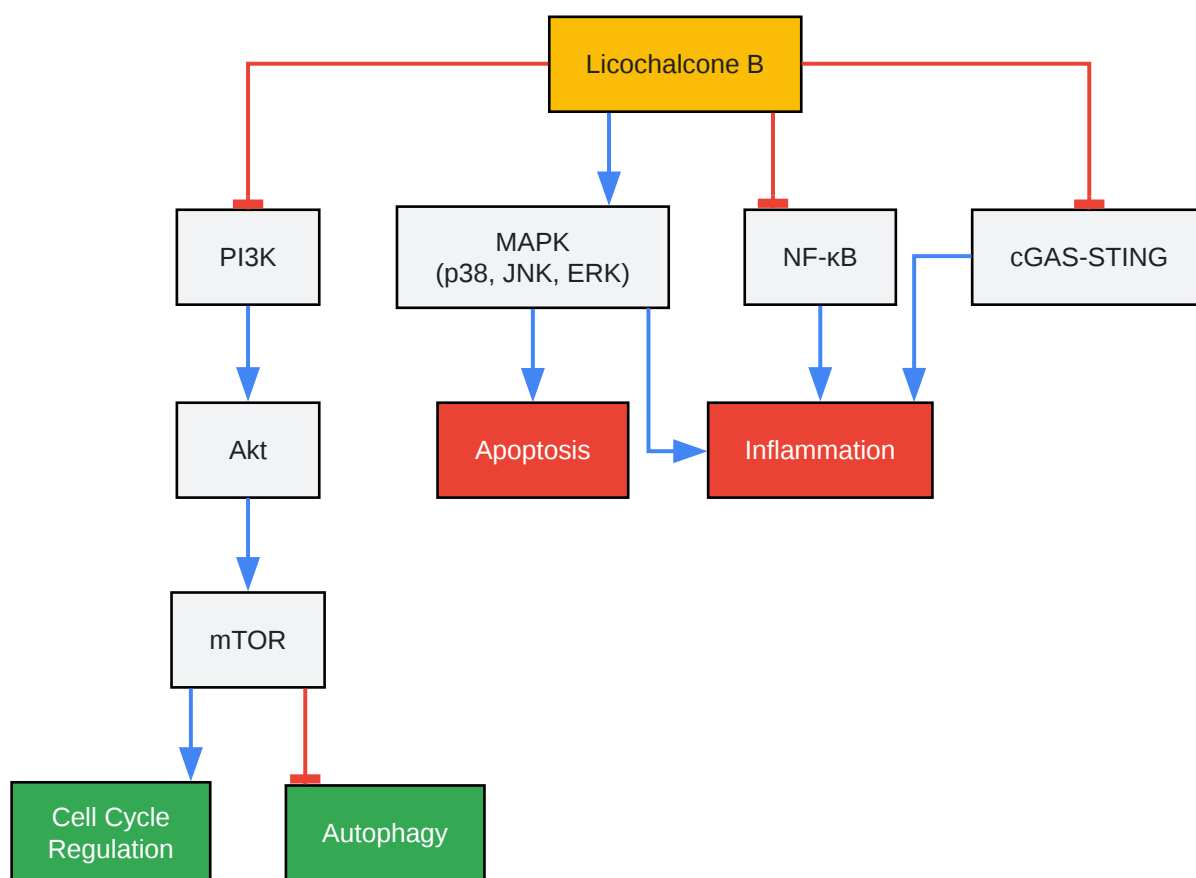 Licochalcone B
PI3K
MAPK
(p38, JNK, ERK)
NF-κB
cGAS-STING
Akt
Apoptosis
Inflammation
mTOR
Cell Cycle
Regulation
Autophagy